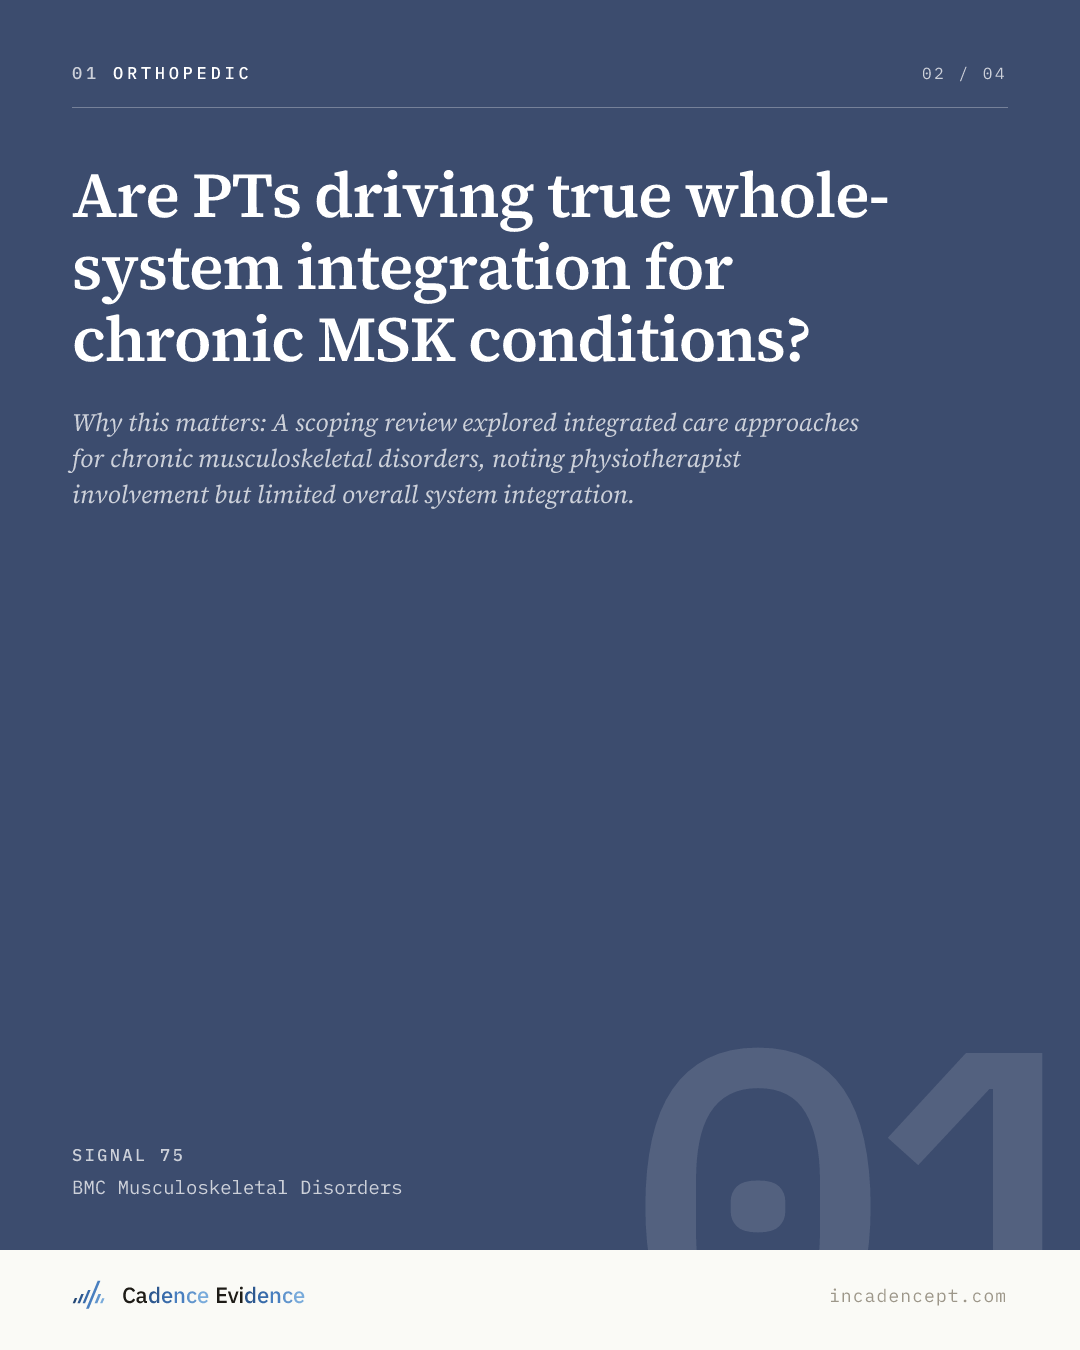 01 ORTHOPEDIC
02 / 04
Are PTs driving true whole-
system integration for
chronic MSK conditions?
Why this matters: A scoping review explored integrated care approaches
for chronic musculoskeletal disorders, noting physiotherapist
involvement but limited overall system integration.
01
SIGNAL 75
BMC Musculoskeletal Disorders
Cadence Evidence
incadencept.com